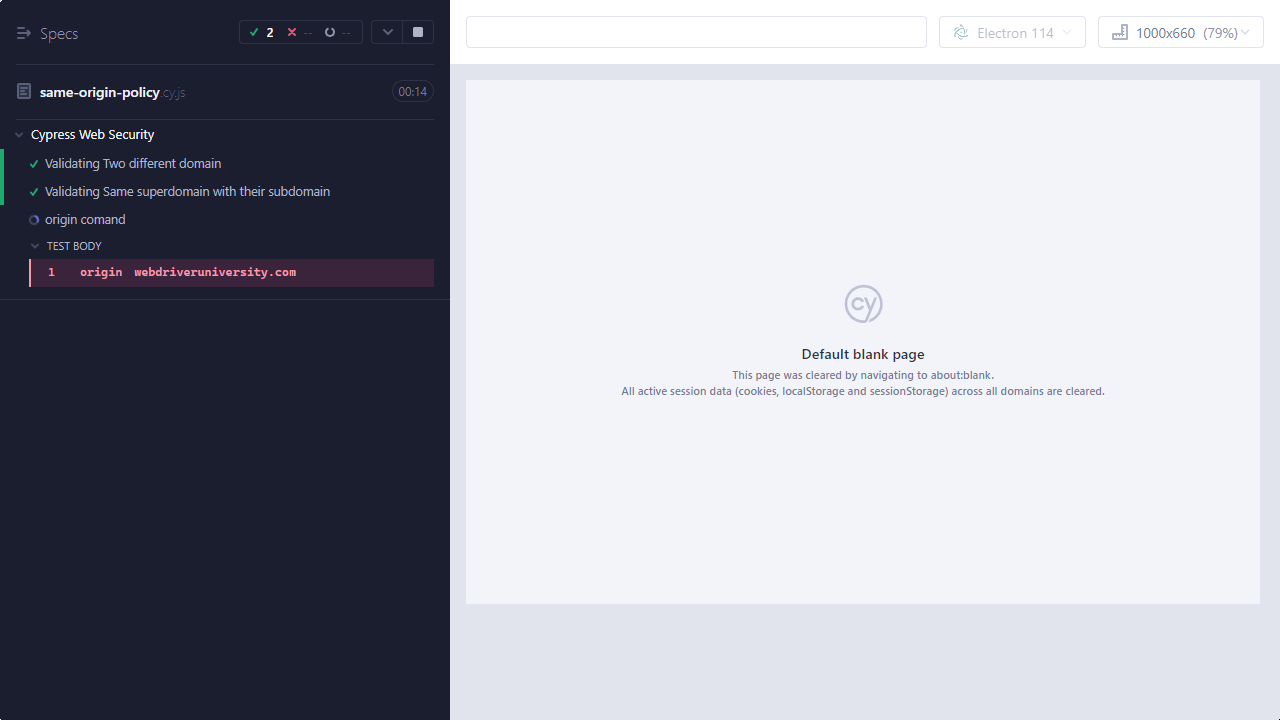 Specs
2
--
--
same-origin-policy.cy.js
00:14
Cypress Web Security
Validating Two different domain
Validating Same superdomain with their subdomain
origin comand
TEST BODY
1 origin webdriveruniversity.com
Electron 114
1000x660 (79%)
cy
Default blank page
This page was cleared by navigating to about:blank.
All active session data (cookies, localStorage and sessionStorage) across all domains are cleared.